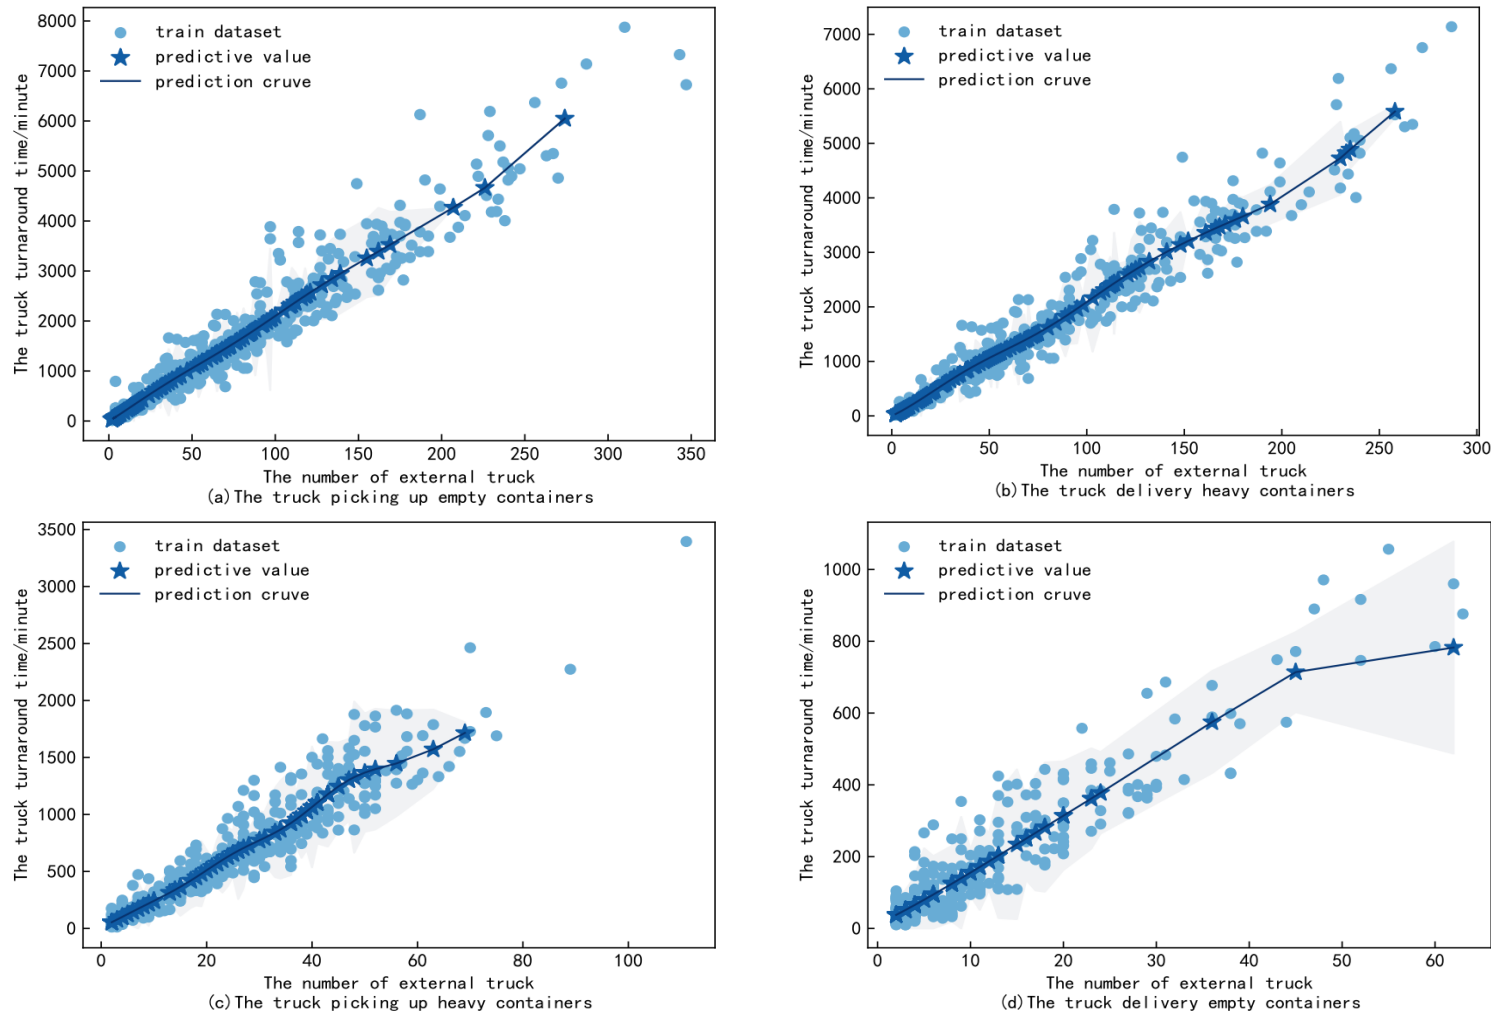 8000
7000
6000
5000
4000
3000
2000
1000
0
The truck turnaround time/minute
train dataset
predictive value
prediction cruve
0 50 100 150 200 250 300 350
The number of external truck
(a)The truck picking up empty containers
7000
6000
5000
4000
3000
2000
1000
0
The truck turnaround time/minute
train dataset
predictive value
prediction cruve
0 50 100 150 200 250 300
The number of external truck
(b)The truck delivery heavy containers
3500
3000
2500
2000
1500
1000
500
0
The truck turnaround time/minute
train dataset
predictive value
prediction cruve
0 20 40 60 80 100
The number of external truck
(c)The truck picking up heavy containers
1000
800
600
400
200
0
The truck turnaround time/minute
train dataset
predictive value
prediction cruve
0 10 20 30 40 50 60
The number of external truck
(d)The truck delivery empty containers